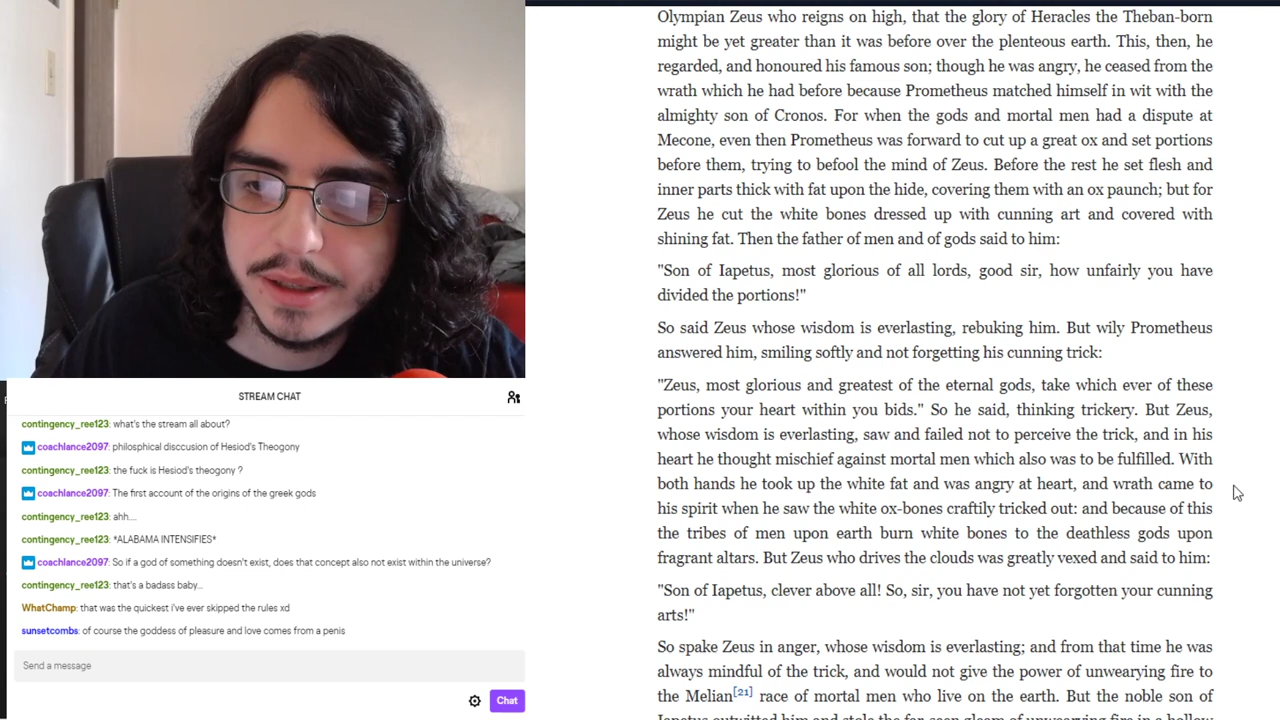 STREAM CHAT
contingency_ree123: what's the stream all about?
coachlance2097: philosphical disccusion of Hesiod's Theogony
contingency_ree123: the fuck is Hesiod's theogony ?
coachlance2097: The first account of the origins of the greek gods
contingency_ree123: ahh....
contingency_ree123: *ALABAMA INTENSIFIES*
coachlance2097: So if a god of something doesn't exist, does that concept also not exist within the universe?
contingency_ree123: that's a badass baby...
WhatChamp: that was the quickest i've ever skipped the rules xd
sunsetcombs: of course the goddess of pleasure and love comes from a penis
Send a message
Chat
Olympian Zeus who reigns on high, that the glory of Heracles the Theban-born
might be yet greater than it was before over the plenteous earth. This, then, he
regarded, and honoured his famous son; though he was angry, he ceased from the
wrath which he had before because Prometheus matched himself in wit with the
almighty son of Cronos. For when the gods and mortal men had a dispute at
Mecone, even then Prometheus was forward to cut up a great ox and set portions
before them, trying to befool the mind of Zeus. Before the rest he set flesh and
inner parts thick with fat upon the hide, covering them with an ox paunch; but for
Zeus he cut the white bones dressed up with cunning art and covered with
shining fat. Then the father of men and of gods said to him:
"Son of Iapetus, most glorious of all lords, good sir, how unfairly you have
divided the portions!"
So said Zeus whose wisdom is everlasting, rebuking him. But wily Prometheus
answered him, smiling softly and not forgetting his cunning trick:
"Zeus, most glorious and greatest of the eternal gods, take which ever of these
portions your heart within you bids." So he said, thinking trickery. But Zeus,
whose wisdom is everlasting, saw and failed not to perceive the trick, and in his
heart he thought mischief against mortal men which also was to be fulfilled. With
both hands he took up the white fat and was angry at heart, and wrath came to
his spirit when he saw the white ox-bones craftily tricked out: and because of this
the tribes of men upon earth burn white bones to the deathless gods upon
fragrant altars. But Zeus who drives the clouds was greatly vexed and said to him:
"Son of Iapetus, clever above all! So, sir, you have not yet forgotten your cunning
arts!"
So spake Zeus in anger, whose wisdom is everlasting; and from that time he was
always mindful of the trick, and would not give the power of unwearying fire to
the Melian[21] race of mortal men who live on the earth. But the noble son of
Iapetus outwitted him and stole the far-seen gleam of unwearying fire in a hollow